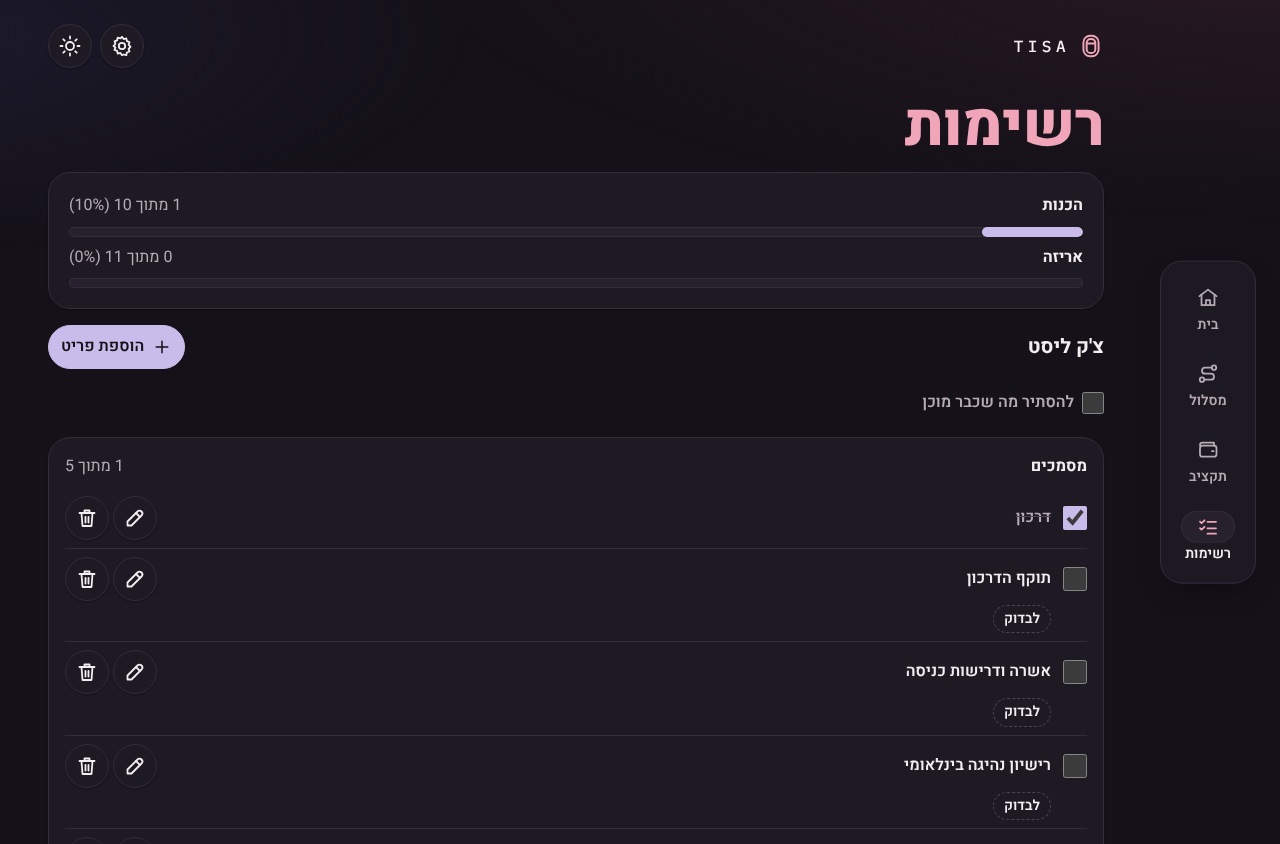 TISA
רשימות
הכנות
1 מתוך 10 (10%)
אריזה
0 מתוך 11 (0%)
צ'ק ליסט
הוספת פריט
להסתיר מה שכבר מוכן
מסמכים
1 מתוך 5
דרכון
תוקף הדרכון
לבדוק
אשרה ודרישות כניסה
לבדוק
רישיון נהיגה בינלאומי
לבדוק
בית
מסלול
תקציב
רשימות